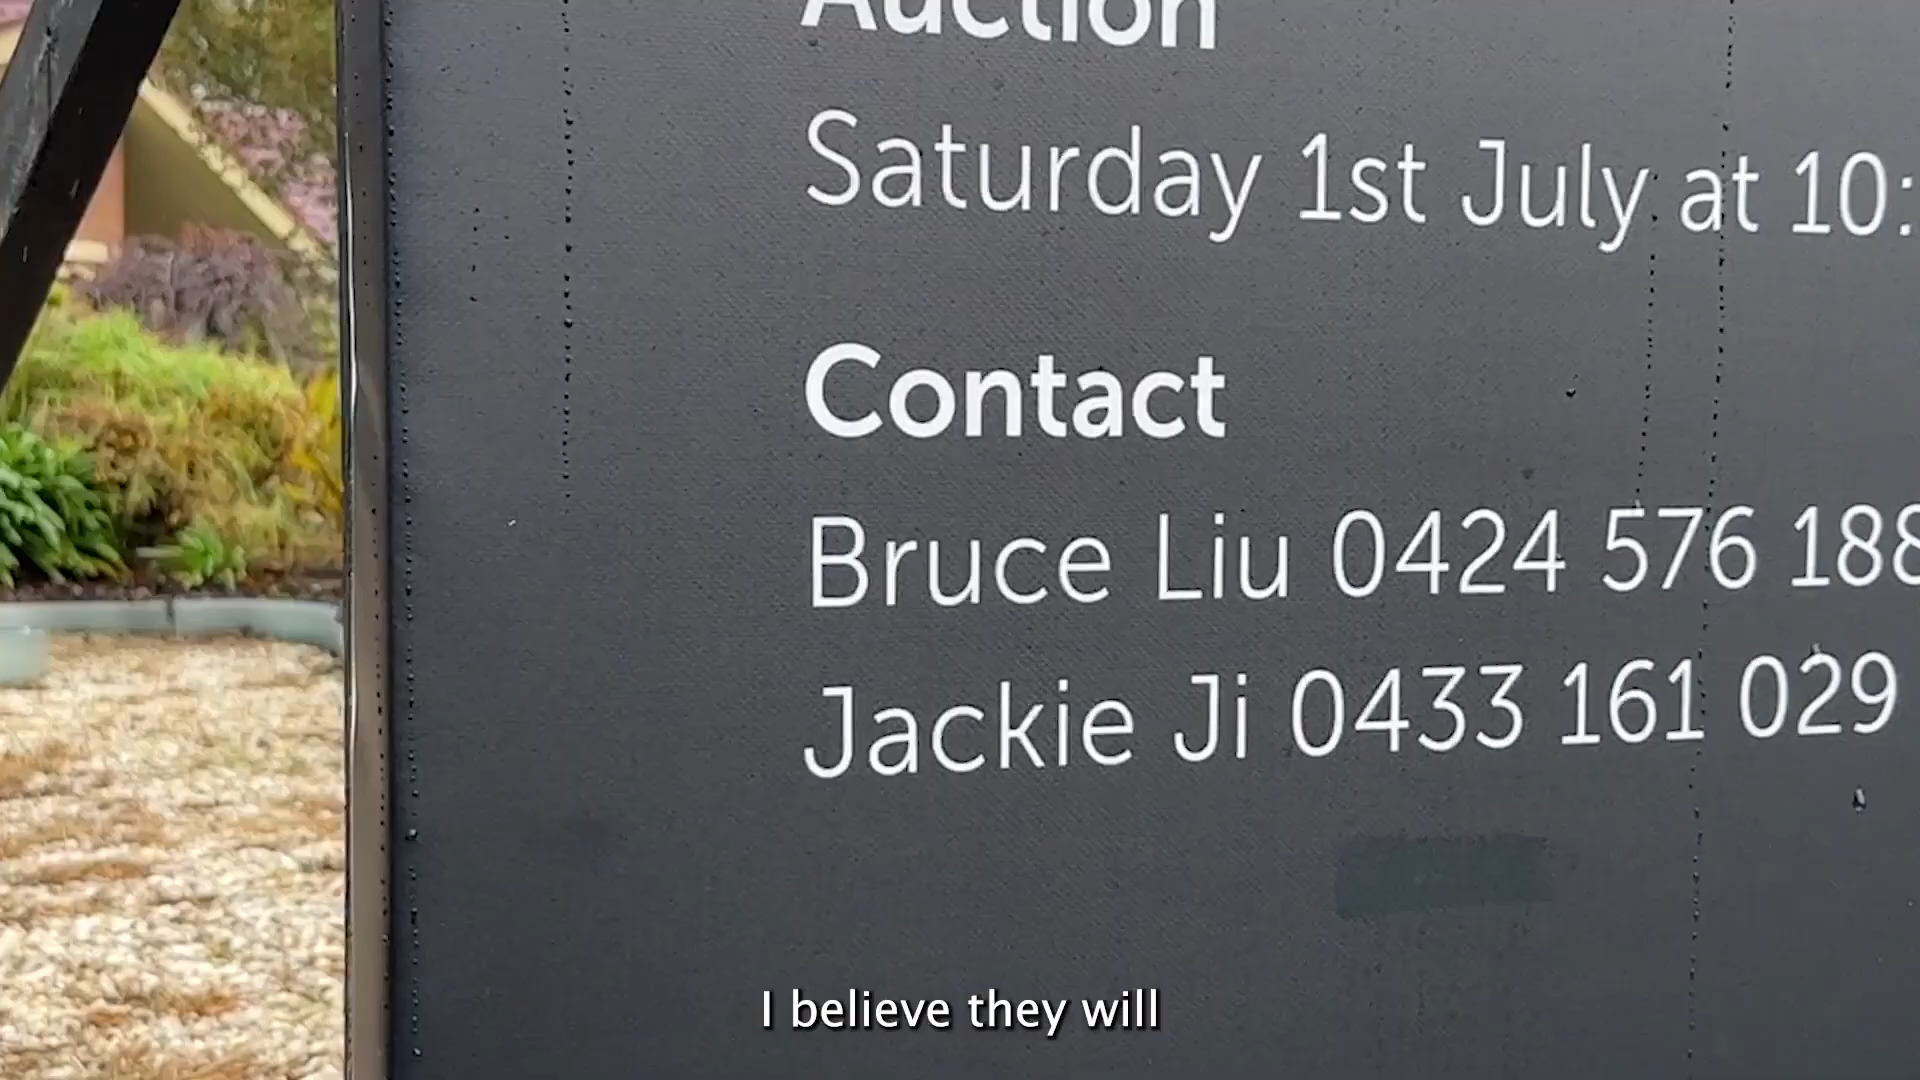 Auction
Saturday 1st July at 10:
Contact
Bruce Liu 0424 576 188
Jackie Ji 0433 161 029
I believe they will